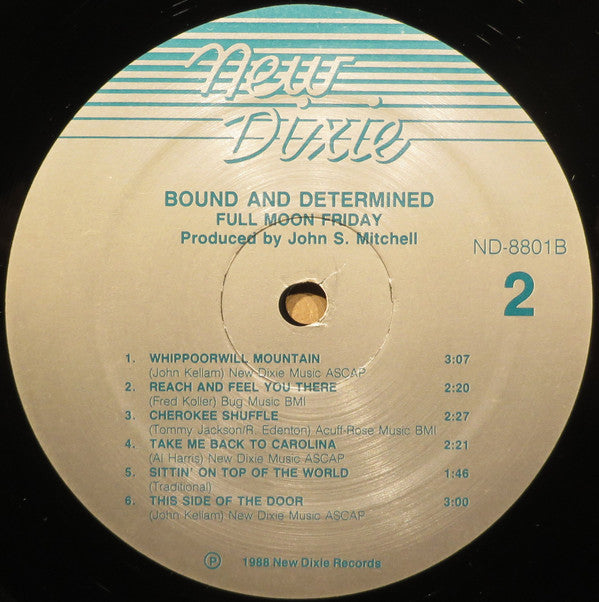 New
Dixie
BOUND AND DETERMINED
FULL MOON FRIDAY
Produced by John S. Mitchell
ND-8801B
2
1. WHIPPOORWILL MOUNTAIN 3:07
(John Kellam) New Dixie Music ASCAP
2. REACH AND FEEL YOU THERE 2:20
(Fred Koller) Bug Music BMI
3. CHEROKEE SHUFFLE 2:27
(Tommy Jackson/R. Edenton) Acuff-Rose Music BMI
4. TAKE ME BACK TO CAROLINA 2:21
(Al Harris) New Dixie Music ASCAP
5. SITTIN' ON TOP OF THE WORLD 1:46
(Traditional)
6. THIS SIDE OF THE DOOR 3:00
(John Kellam) New Dixie Music ASCAP
℗ 1988 New Dixie Records